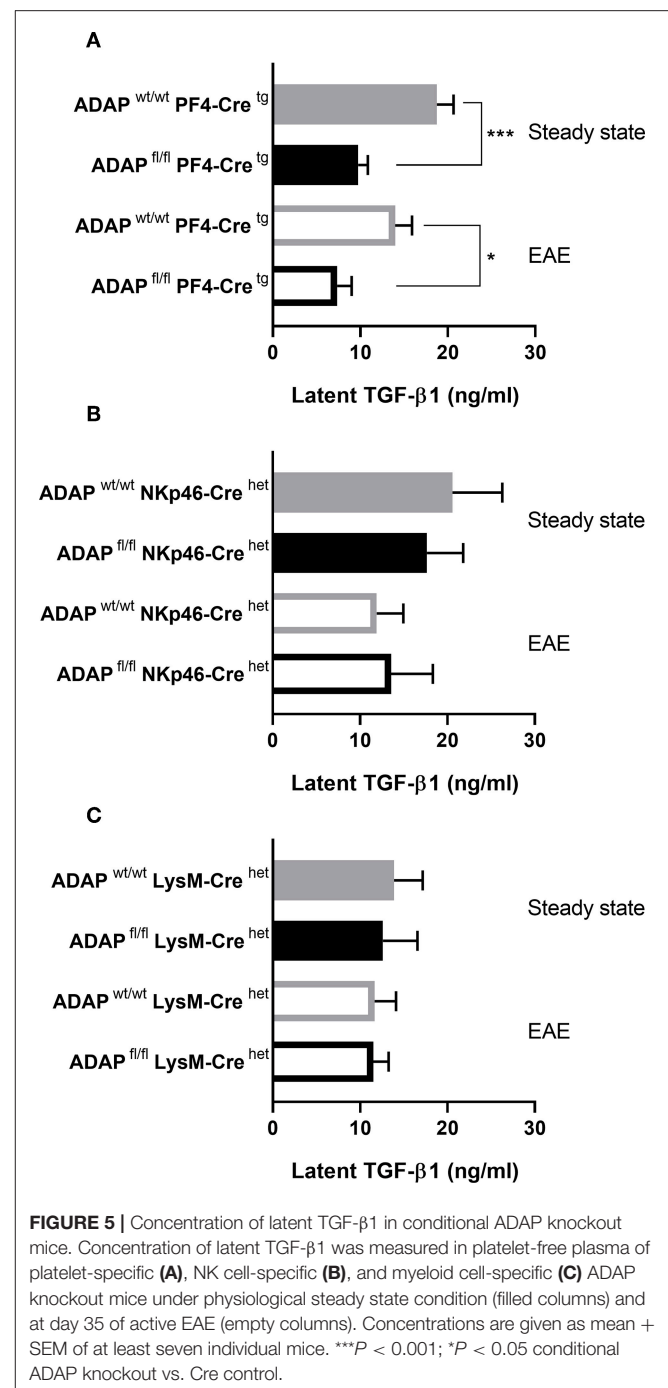 A
ADAP wt/wt PF4-Cre tg
ADAP fl/fl PF4-Cre tg
*** Steady state
ADAP wt/wt PF4-Cre tg
ADAP fl/fl PF4-Cre tg
* EAE
0 10 20 30
Latent TGF-β1 (ng/ml)
B
ADAP wt/wt NKp46-Cre het
ADAP fl/fl NKp46-Cre het
Steady state
ADAP wt/wt NKp46-Cre het
ADAP fl/fl NKp46-Cre het
EAE
0 10 20 30
Latent TGF-β1 (ng/ml)
C
ADAP wt/wt LysM-Cre het
ADAP fl/fl LysM-Cre het
Steady state
ADAP wt/wt LysM-Cre het
ADAP fl/fl LysM-Cre het
EAE
0 10 20 30
Latent TGF-β1 (ng/ml)
FIGURE 5 | Concentration of latent TGF-β1 in conditional ADAP knockout
mice. Concentration of latent TGF-β1 was measured in platelet-free plasma of
platelet-specific (A), NK cell-specific (B), and myeloid cell-specific (C) ADAP
knockout mice under physiological steady state condition (filled columns) and
at day 35 of active EAE (empty columns). Concentrations are given as mean +
SEM of at least seven individual mice. ***P < 0.001; *P < 0.05 conditional
ADAP knockout vs. Cre control.